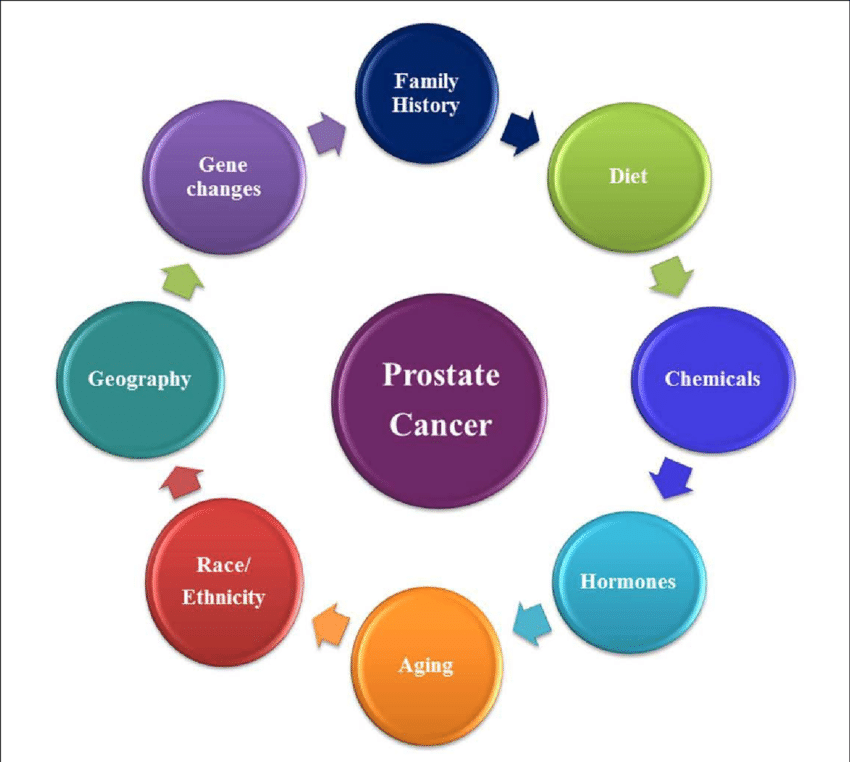 Family
History
Diet
Chemicals
Hormones
Aging
Race/
Ethnicity
Geography
Gene
changes
Prostate
Cancer